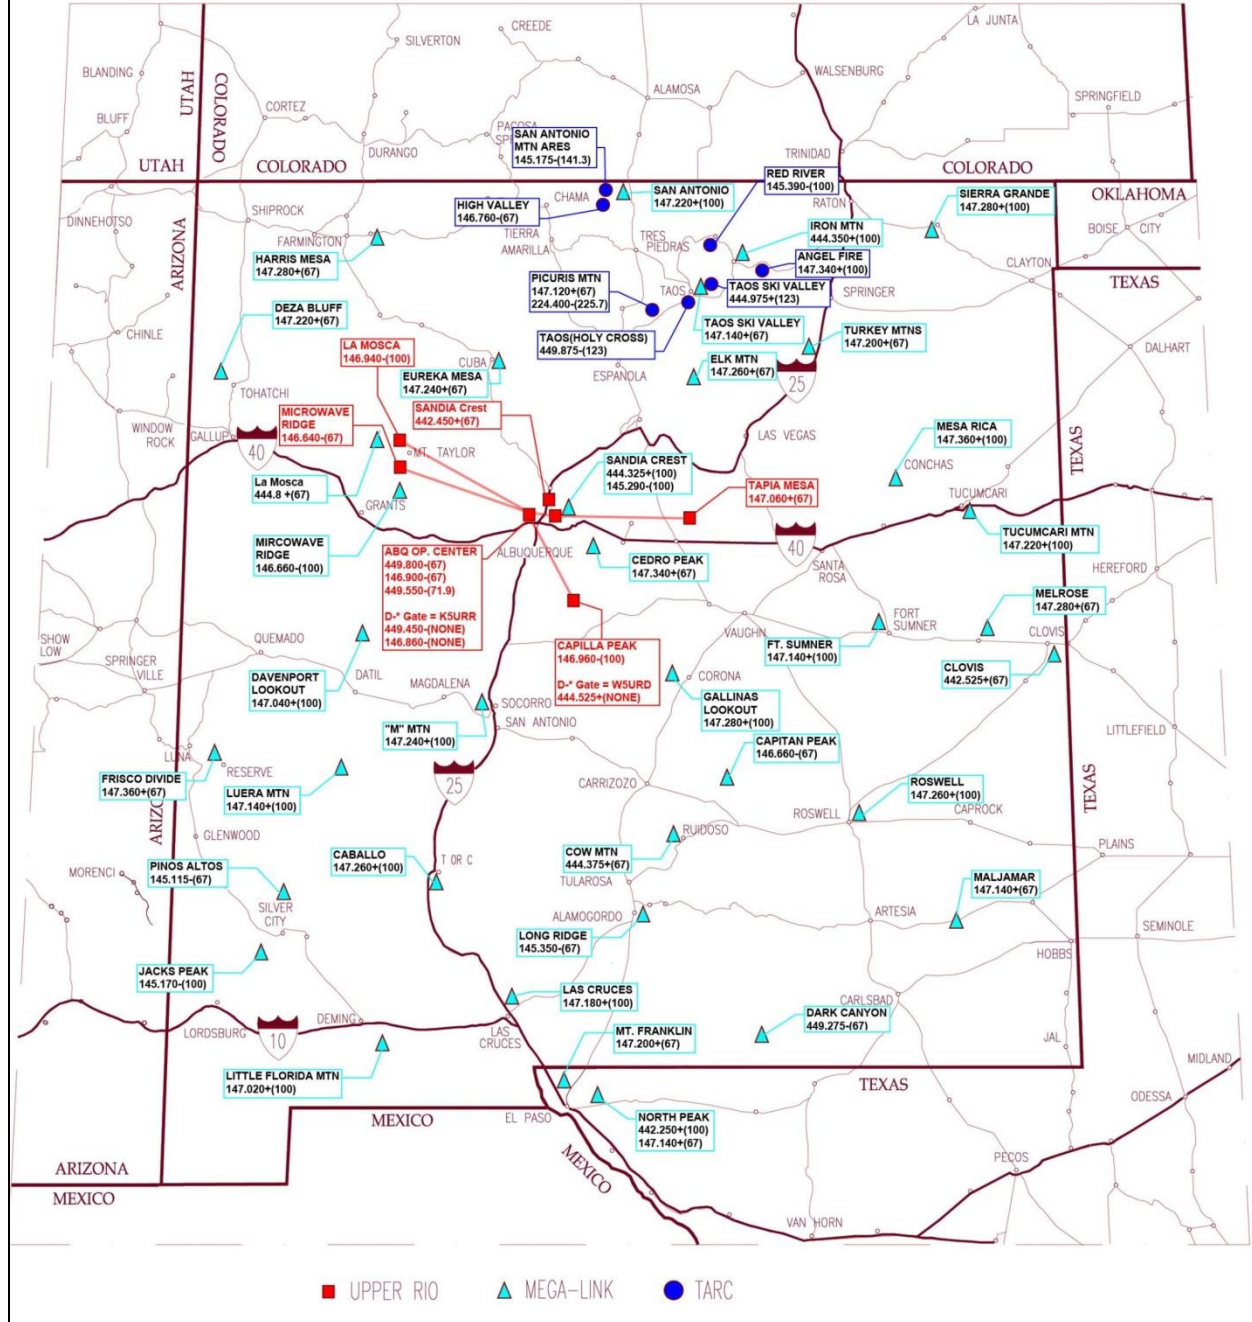 CREEDE
LA JUNTA
SILVERTON
BLANDING
WALSENBURG
UTAH
COLORADO
ALAMOSA
SPRINGFIELD
CORTEZ
BLUFF
PAGOSA
SAN ANTONIO
MTN ARES
145.175-(141.3)
DURANGO
TRINIDAD
UTAH
COLORADO
COLORADO
RED RIVER
145.390-(100)
SAN ANTONIO
147.220+(100)
SIERRA GRANDE
147.280+(100)
OKLAHOMA
CHAMA
HIGH VALLEY
146.760-(67)
RATON
DINNEHOTSO
SHIPROCK
BOISE CITY
ARIZONA
FARMINGTON
TIERRA
AMARILLA
TRES
PIEDRAS
IRON MTN
444.350+(100)
HARRIS MESA
147.280+(67)
ANGEL FIRE
147.340+(100)
CLAYTON
TEXAS
PICURIS MTN
147.120+(67)
224.400-(225.7)
TAOS
TAOS SKI VALLEY
444.975+(123)
SPRINGER
DEZA BLUFF
147.220+(67)
CHINLE
TAOS(HOLY CROSS)
449.875-(123)
TAOS SKI VALLEY
147.140+(67)
TURKEY MTNS
147.200+(67)
LA MOSCA
146.940-(100)
DALHART
CUBA
EUREKA MESA
147.240+(67)
ESPANOLA
ELK MTN
147.260+(67)
25
TOHATCHI
MICROWAVE
RIDGE
146.640-(67)
SANDIA Crest
442.450+(67)
WINDOW
ROCK
GALLUP
40
MT. TAYLOR
LAS VEGAS
MESA RICA
147.360+(100)
TEXAS
CONCHAS
SANDIA CREST
444.325+(100)
145.290-(100)
La Mosca
444.8 +(67)
TAPIA MESA
147.060+(67)
TUCUMCARI
GRANTS
MIRCOWAVE
RIDGE
146.660-(100)
40
TUCUMCARI MTN
147.220+(100)
ABQ OP. CENTER
449.800-(67)
146.900-(67)
449.550-(71.9)
D-* Gate = K5URR
449.450-(NONE)
146.860-(NONE)
ALBUQUERQUE
CEDRO PEAK
147.340+(67)
SANTA
ROSA
HEREFORD
MELROSE
147.280+(67)
FORT
SUMNER
SHOW
LOW
QUEMADO
VAUGHN
CLOVIS
CAPILLA PEAK
146.960-(100)
D-* Gate = W5URD
444.525+(NONE)
FT. SUMNER
147.140+(100)
CLOVIS
442.525+(67)
SPRINGER
VILLE
DAVENPORT
LOOKOUT
147.040+(100)
DATIL
MAGDALENA
CORONA
GALLINAS
LOOKOUT
147.280+(100)
SOCORRO
SAN ANTONIO
"M" MTN
147.240+(100)
LITTLEFIELD
CAPITAN PEAK
146.660-(67)
LUNA
RESERVE
FRISCO DIVIDE
147.360+(67)
LUERA MTN
147.140+(100)
25
CARRIZOZO
ROSWELL
147.260+(100)
TEXAS
ROSWELL
CAPROCK
ARIZO
GLENWOOD
RUIDOSO
PLAINS
COW MTN
444.375+(67)
CABALLO
147.260+(100)
T OR C
PINOS ALTOS
145.115-(67)
MORENCI
TULAROSA
MALJAMAR
147.140+(67)
SILVER
CITY
ALAMOGORDO
ARTESIA
SEMINOLE
LONG RIDGE
145.350-(67)
HOBBS
JACKS PEAK
145.170-(100)
LAS CRUCES
147.180+(100)
CARLSBAD
DARK CANYON
449.275-(67)
LORDSBURG
10
DEMING
LAS
CRUCES
MT. FRANKLIN
147.200+(67)
JAL
MIDLAND
LITTLE FLORIDA MTN
147.020+(100)
TEXAS
ODESSA
MEXICO
EL PASO
NORTH PEAK
442.250+(100)
147.140+(67)
MEXICO
PECOS
ARIZONA
MEXICO
VAN HORN
UPPER RIO
MEGA-LINK
TARC